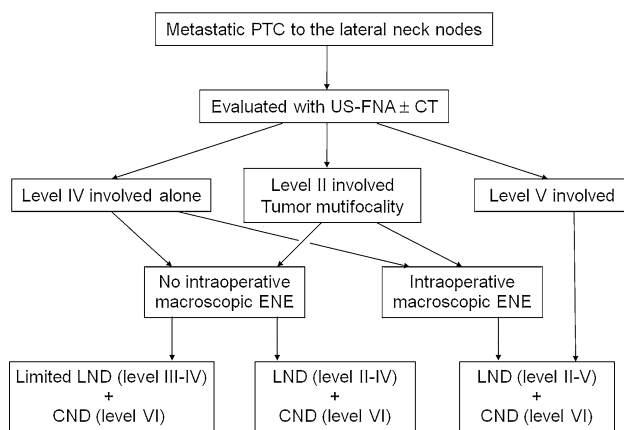 Metastatic PTC to the lateral neck nodes
Evaluated with US-FNA ± CT
Level IV involved alone
Level II involved
Tumor mutifocality
Level V involved
No intraoperative
macroscopic ENE
Intraoperative
macroscopic ENE
Limited LND (level III-IV)
+
CND (level VI)
LND (level II-IV)
+
CND (level VI)
LND (level II-V)
+
CND (level VI)